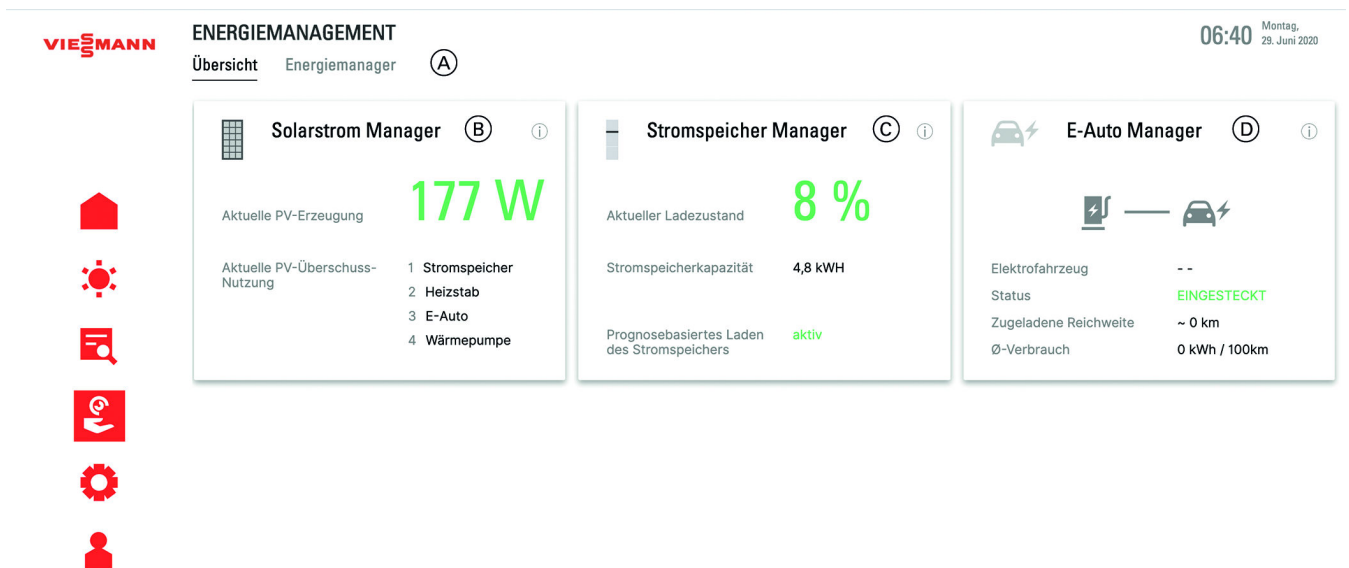 VIESMANN
ENERGIEMANAGEMENT
06:40 Montag,
29. Juni 2020
Übersicht Energiemanager A
Solarstrom Manager B
Aktuelle PV-Erzeugung 177 W
Aktuelle PV-Überschuss-
Nutzung
1 Stromspeicher
2 Heizstab
3 E-Auto
4 Wärmepumpe
Stromspeicher Manager C
Aktueller Ladezustand 8 %
Stromspeicherkapazität 4,8 kWH
Prognosebasiertes Laden
des Stromspeichers
aktiv
E-Auto Manager D
Elektrofahrzeug - -
Status EINGESTECKT
Zugeladene Reichweite ~ 0 km
Ø-Verbrauch 0 kWh / 100km